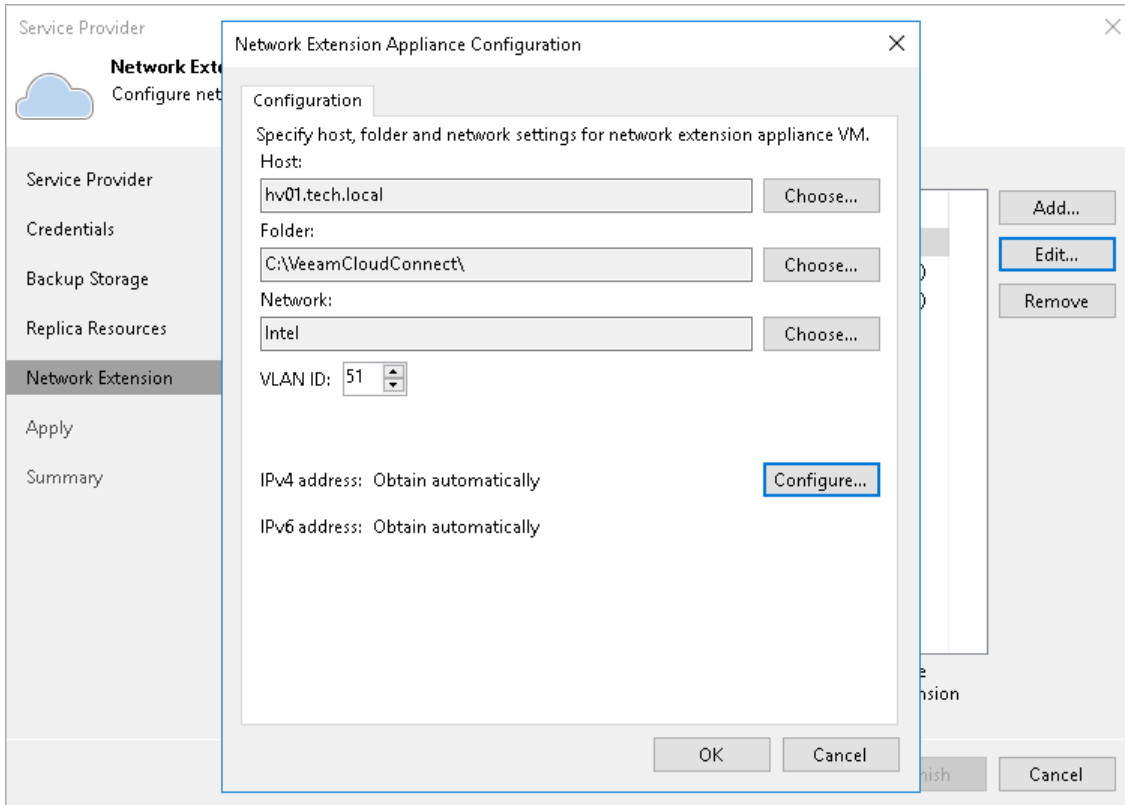 Service Provider
Network Ext
Configure net
Service Provider
Credentials
Backup Storage
Replica Resources
Network Extension
Apply
Summary
Network Extension Appliance Configuration
Configuration
Specify host, folder and network settings for network extension appliance VM.
Host:
hv01.tech.local
Choose...
Folder:
C:\VeeamCloudConnect\
Choose...
Network:
Intel
Choose...
VLAN ID: 51
IPv4 address: Obtain automatically
Configure...
IPv6 address: Obtain automatically
OK
Cancel
Add...
Edit...
)
)
Remove
nsion
nish
Cancel